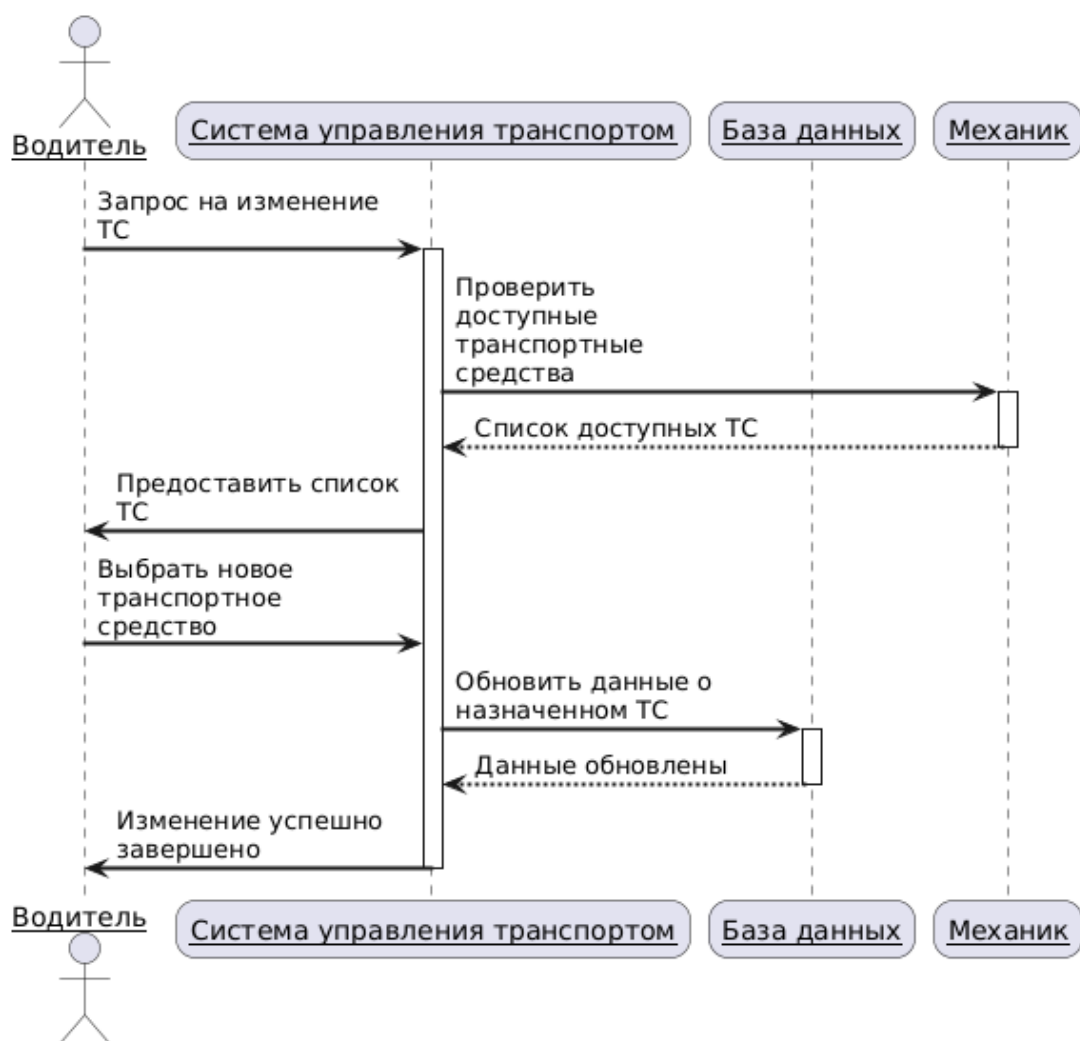 Водитель
Система управления транспортом
База данных
Механик
Запрос на изменение
ТС
Проверить
доступные
транспортные
средства
Список доступных ТС
Предоставить список
ТС
Выбрать новое
транспортное
средство
Обновить данные о
назначенном ТС
Данные обновлены
Изменение успешно
завершено
Водитель
Система управления транспортом
База данных
Механик